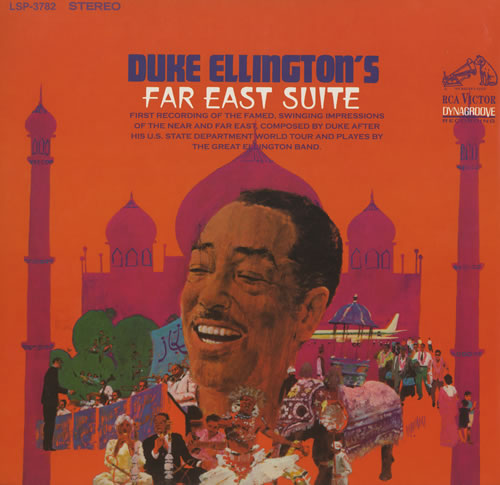 LSP-3782 STEREO
DUKE ELLINGTON'S
FAR EAST SUITE
FIRST RECORDING OF THE FAMED, SWINGING IMPRESSIONS
OF THE NEAR AND FAR EAST, COMPOSED BY DUKE AFTER
HIS U.S. STATE DEPARTMENT WORLD TOUR AND PLAYES BY
THE GREAT ELLINGTON BAND.
RCA VICTOR
DYNAGROOVE
RECORDING